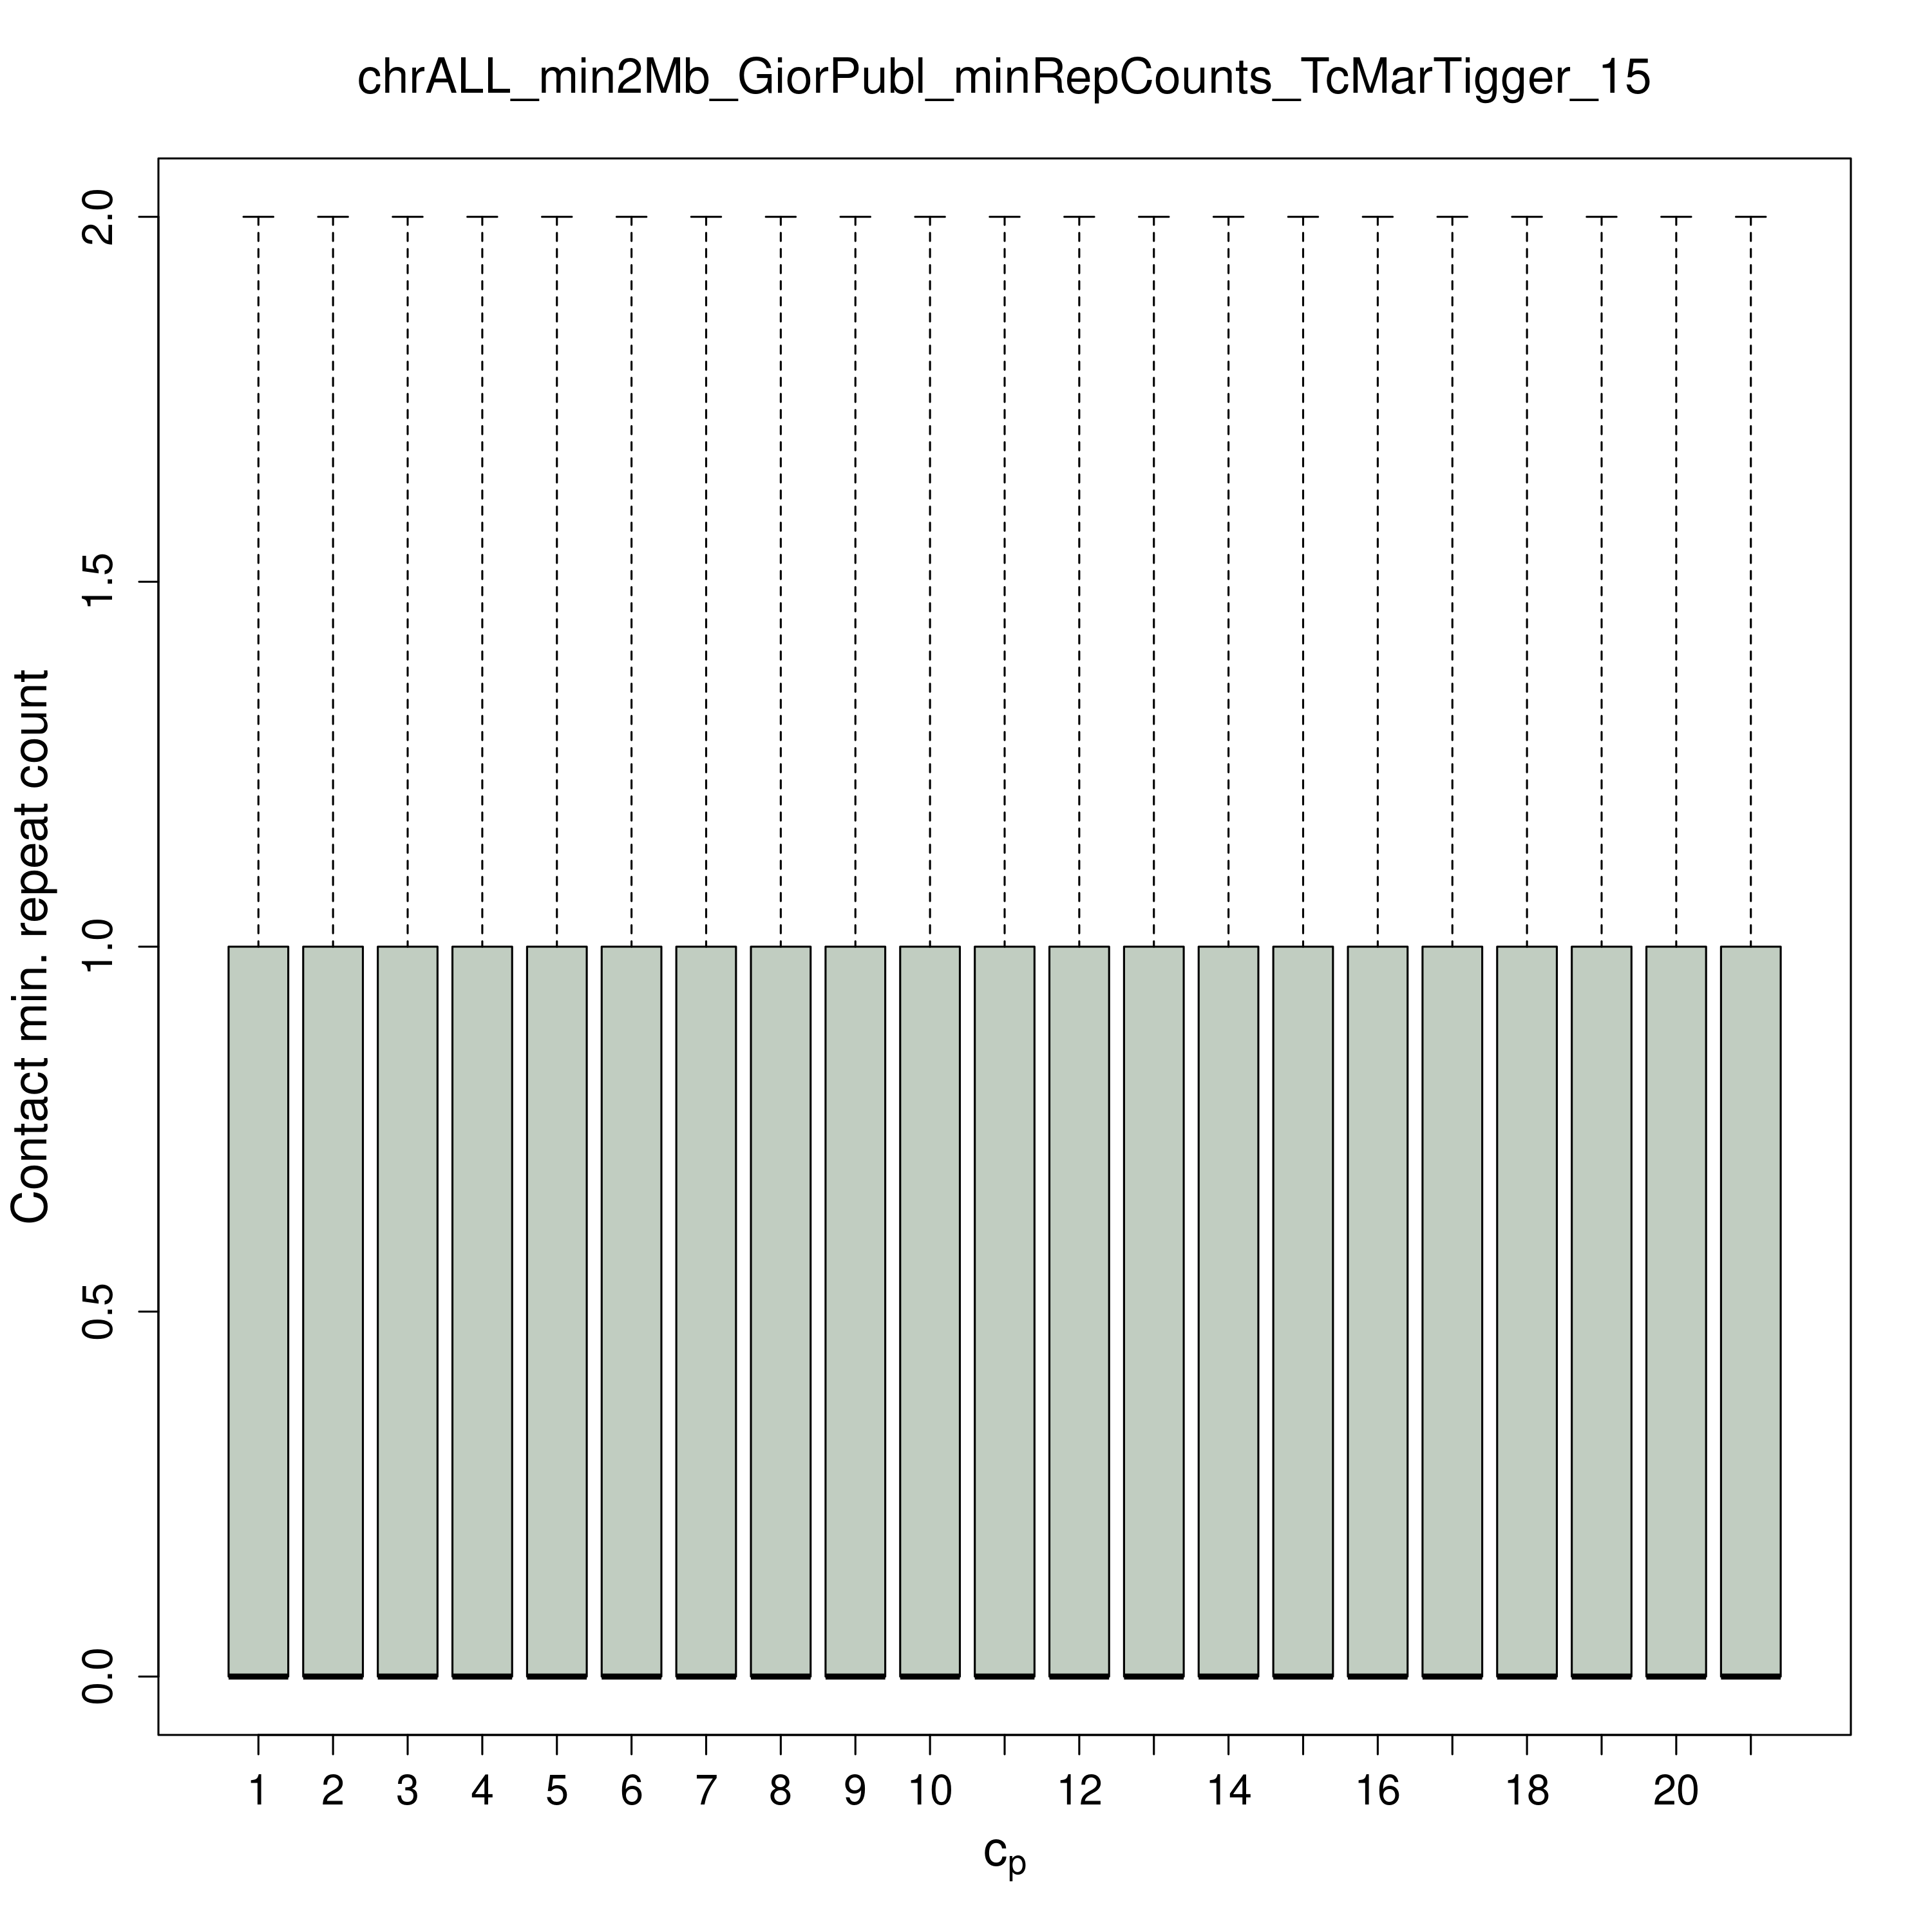 chrALL_min2Mb_GiorPubl_minRepCounts_TcMarTigger_15
Contact min. repeat count
2.0
1.5
1.0
0.5
0.0
1 2 3 4 5 6 7 8 9 10 12 14 16 18 20
cp